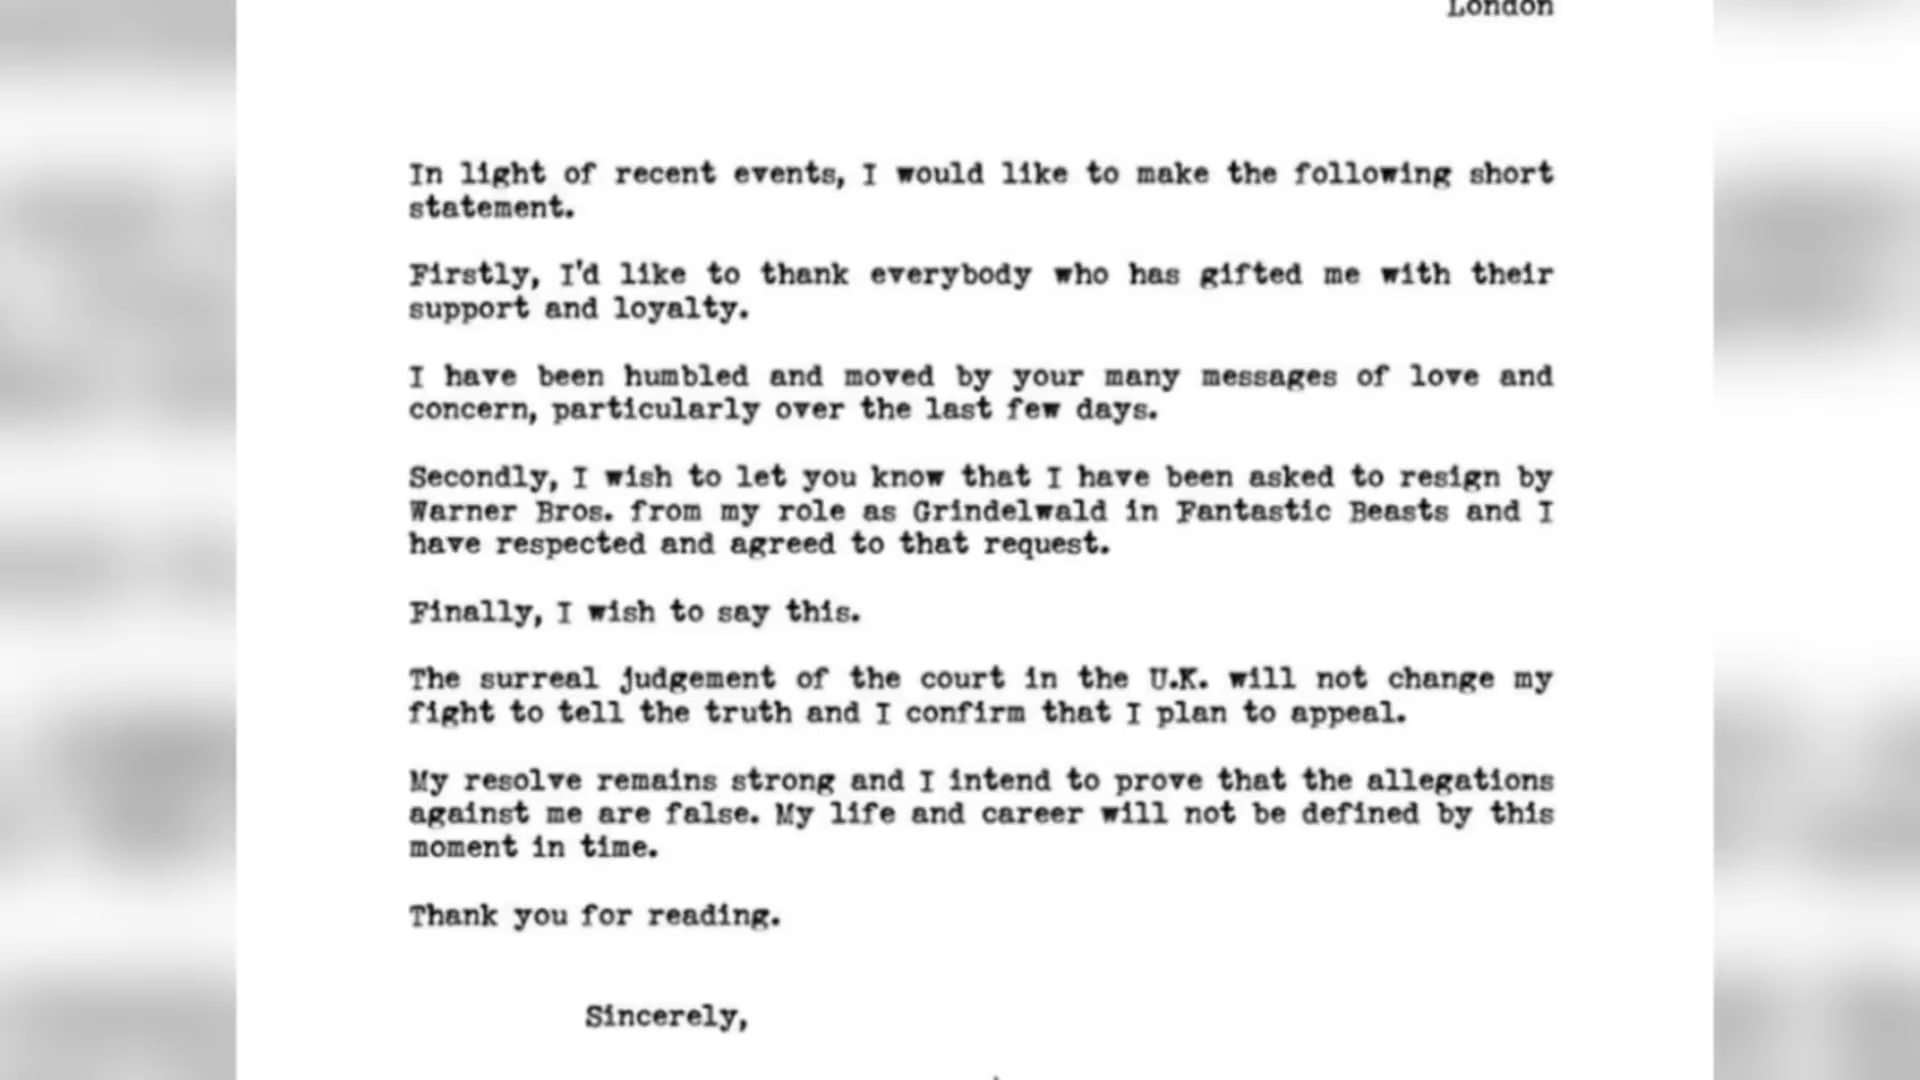 London
In light of recent events, I would like to make the following short
statement.
Firstly, I'd like to thank everybody who has gifted me with their
support and loyalty.
I have been humbled and moved by your many messages of love and
concern, particularly over the last few days.
Secondly, I wish to let you know that I have been asked to resign by
Warner Bros. from my role as Grindelwald in Fantastic Beasts and I
have respected and agreed to that request.
Finally, I wish to say this.
The surreal judgement of the court in the U.K. will not change my
fight to tell the truth and I confirm that I plan to appeal.
My resolve remains strong and I intend to prove that the allegations
against me are false. My life and career will not be defined by this
moment in time.
Thank you for reading.
Sincerely,